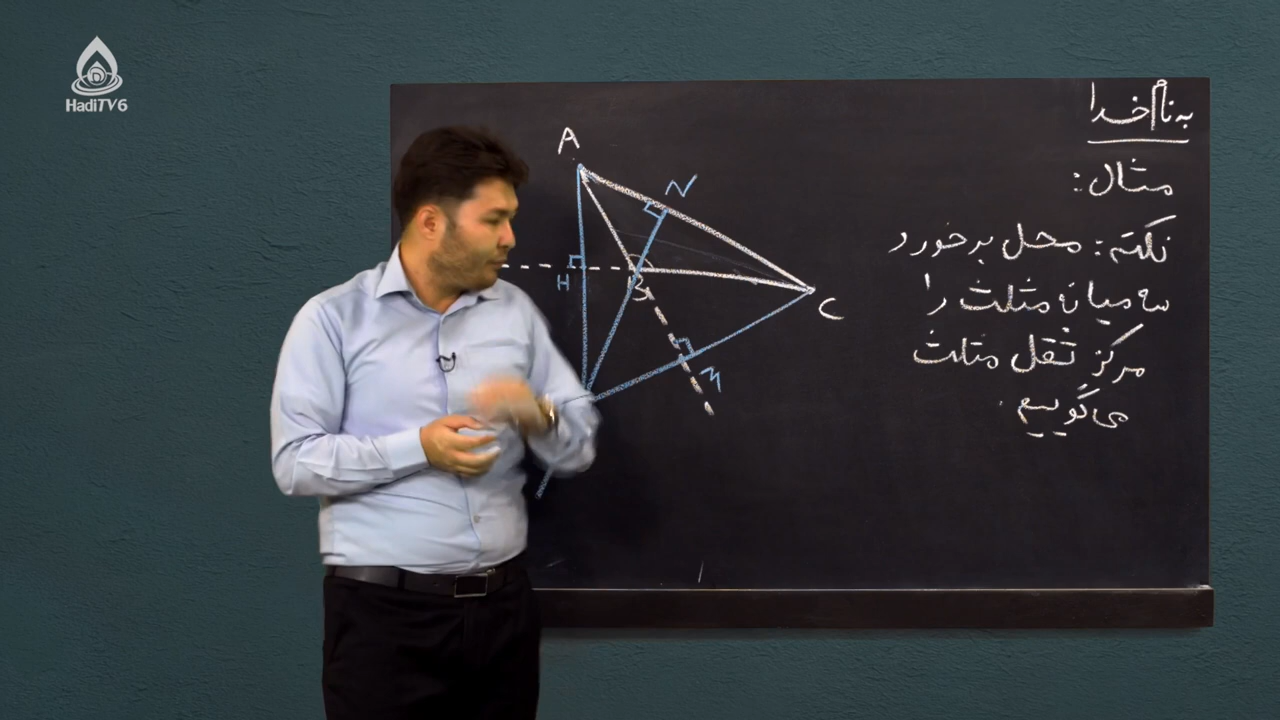 HadiTV6
به نام خدا
مثال:
نکته: محل برخورد
سه میانه مثلث را
مرکز ثقل مثلث
می‌گوییم.
A
N
H
B
C
M